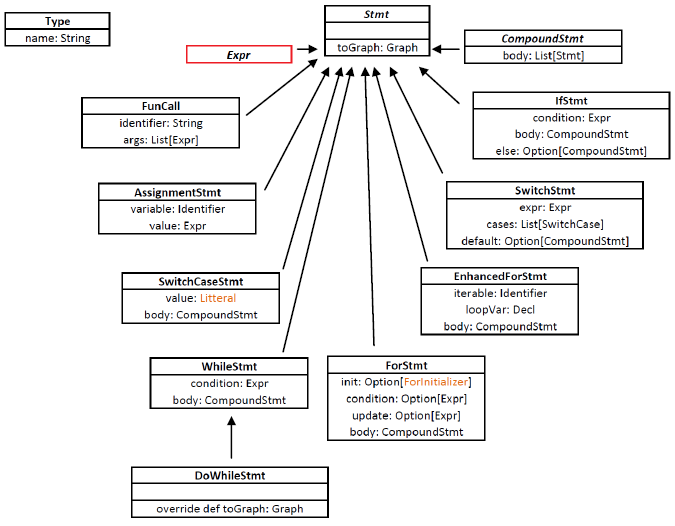 Type
name: String
Stmt
toGraph: Graph
Expr
CompoundStmt
body: List[Stmt]
FunCall
identifier: String
args: List[Expr]
IfStmt
condition: Expr
body: CompoundStmt
else: Option[CompoundStmt]
AssignmentStmt
variable: Identifier
value: Expr
SwitchStmt
expr: Expr
cases: List[SwitchCase]
default: Option[CompoundStmt]
SwitchCaseStmt
value: Litteral
body: CompoundStmt
EnhancedForStmt
iterable: Identifier
loopVar: Decl
body: CompoundStmt
WhileStmt
condition: Expr
body: CompoundStmt
ForStmt
init: Option[ForInitializer]
condition: Option[Expr]
update: Option[Expr]
body: CompoundStmt
DoWhileStmt
override def toGraph: Graph